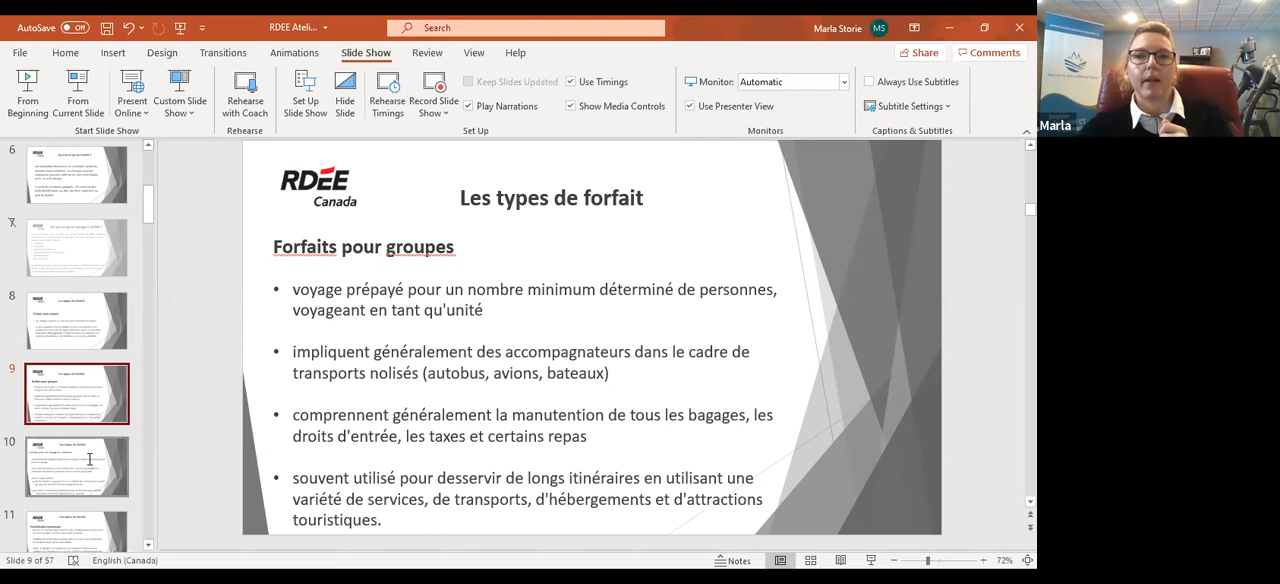 AutoSave Off RDEE Ateli... Search Marla Storie MS
File Home Insert Design Transitions Animations Slide Show Review View Help Share Comments
From Beginning
From Current Slide
Present Online
Custom Slide Show
Start Slide Show
Rehearse with Coach
Rehearse
Set Up Slide Show
Hide Slide
Rehearse Timings
Record Slide Show
Keep Slides Updated
Play Narrations
Use Timings
Show Media Controls
Set Up
Monitor: Automatic
Use Presenter View
Monitors
Always Use Subtitles
Subtitle Settings
Captions & Subtitles
Marla
6
7
8
9
10
11
RDÉE
Canada
Les types de forfait
Forfaits pour groupes
• voyage prépayé pour un nombre minimum déterminé de personnes,
voyageant en tant qu'unité
• impliquent généralement des accompagnateurs dans le cadre de
transports nolisés (autobus, avions, bateaux)
• comprennent généralement la manutention de tous les bagages, les
droits d'entrée, les taxes et certains repas
• souvent utilisé pour desservir de longs itinéraires en utilisant une
variété de services, de transports, d'hébergements et d'attractions
touristiques.
Slide 9 of 57 English (Canada) Notes 72%